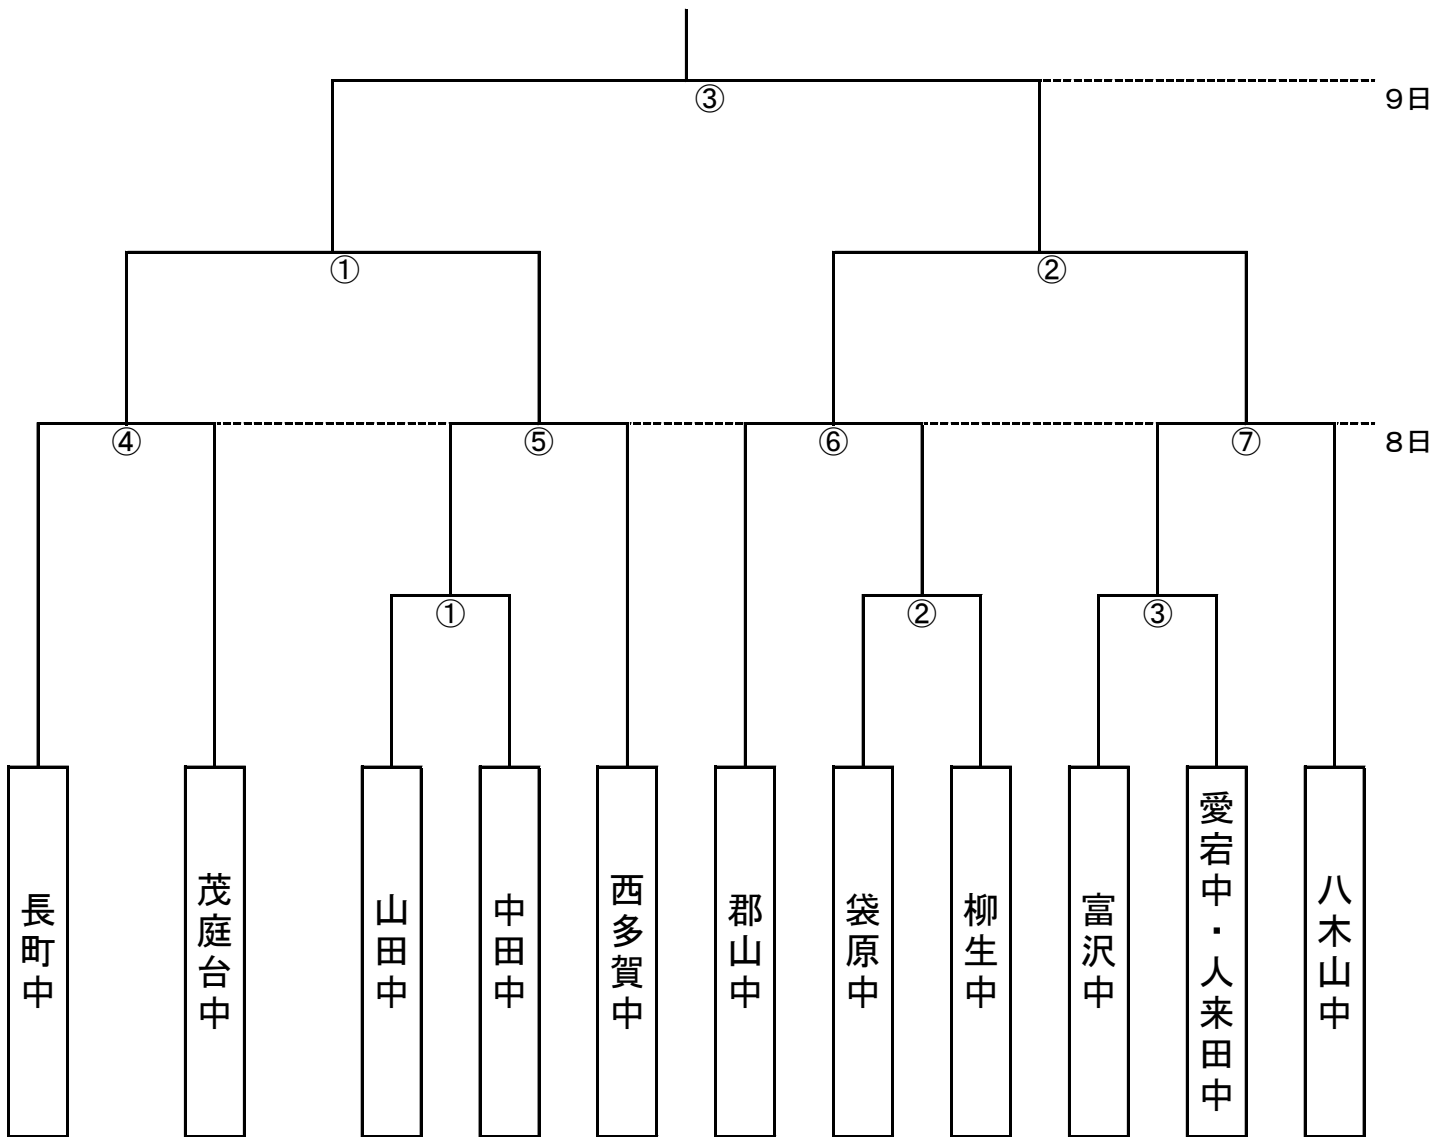 ③
9日
①
②
④
⑤
⑥
⑦
8日
①
②
③
長町中
茂庭台中
山田中
中田中
西多賀中
郡山中
袋原中
柳生中
富沢中
愛宕中・人来田中
八木山中